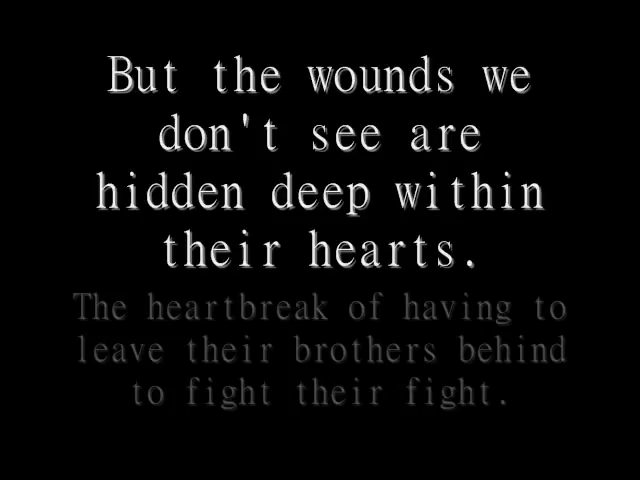 But the wounds we
don't see are
hidden deep within
their hearts.
The heartbreak of having to
leave their brothers behind
to fight their fight.